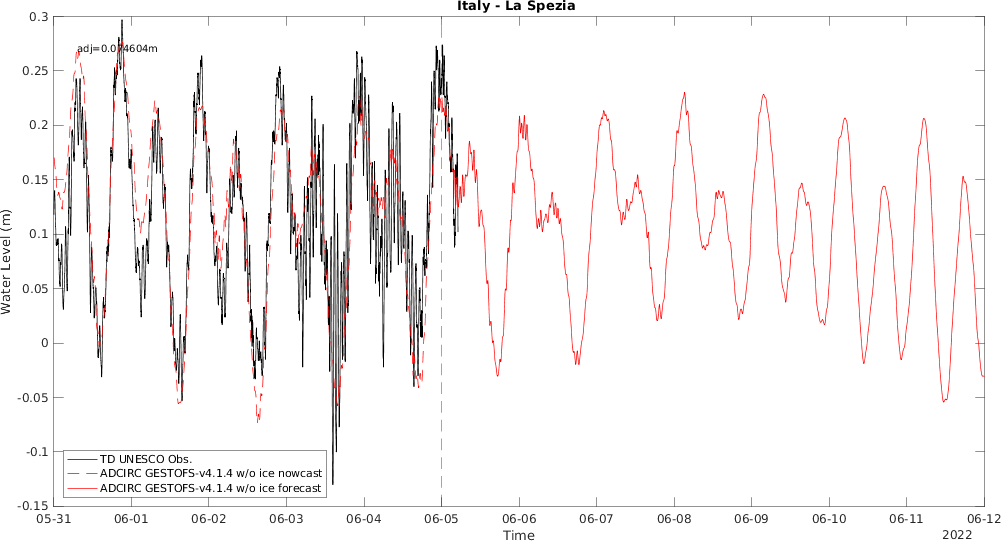 Italy - La Spezia
adj=0.074604m
Water Level (m)
0.3
0.25
0.2
0.15
0.1
0.05
0
-0.05
-0.1
-0.15
TD UNESCO Obs.
ADCIRC GESTOFS-v4.1.4 w/o ice nowcast
ADCIRC GESTOFS-v4.1.4 w/o ice forecast
05-31 06-01 06-02 06-03 06-04 06-05 06-06 06-07 06-08 06-09 06-10 06-11 06-12
Time
2022